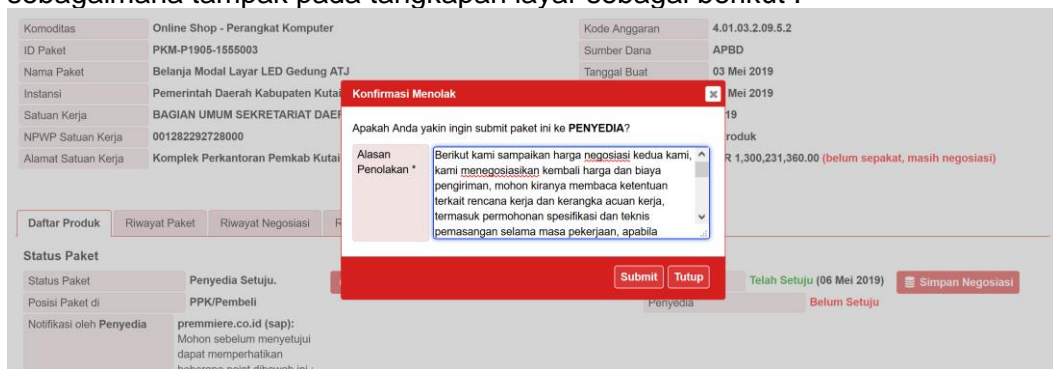 sebagaimana tampak pada tangkapan layar sebagai berikut :
Komoditas Online Shop - Perangkat Komputer Kode Anggaran 4.01.03.2.09.5.2
ID Paket PKM-P1905-1555003 Sumber Dana APBD
Nama Paket Belanja Modal Layar LED Gedung ATJ Tanggal Buat 03 Mei 2019
Instansi Pemerintah Daerah Kabupaten Kutai Konfirmasi Menolak Mei 2019
Satuan Kerja BAGIAN UMUM SEKRETARIAT 19
NPWP Satuan Kerja 001282292728000 Apakah Anda yakin ingin submit paket ini ke PENYEDIA?
Alamat Satuan Kerja Komplek Perkantoran Pemkab Kutai 1,300,231,360.00 (belum sepakat, masih negosiasi)
Alasan Penolakan *
Berikut kami sampaikan harga negosiasi kedua kami,
kami menegosiasikan kembali harga dan biaya
pengiriman, mohon kiranya membaca ketentuan
terkait rencana kerja dan kerangka acuan kerja,
termasuk permohonan spesifikasi dan teknis
pemasangan selama masa pekerjaan, apabila
Submit Tutup
Daftar Produk Riwayat Paket Riwayat Negosiasi
Status Paket
Status Paket Penyedia Setuju. Telah Setuju (06 Mei 2019) Simpan Negosiasi
Posisi Paket di PPK/Pembeli Penyedia Belum Setuju
Notifikasi oleh Penyedia premmiere.co.id (sap):
Mohon sebelum menyetujui
dapat memperhatikan